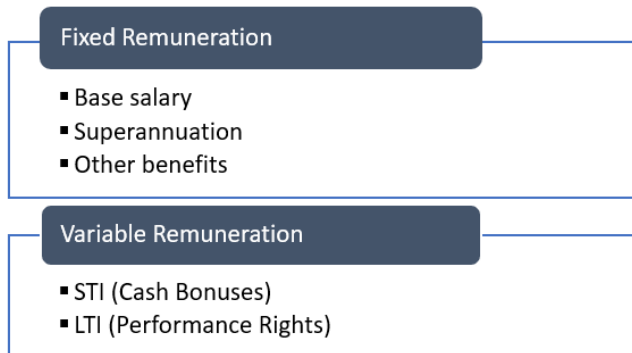 Fixed Remuneration
▪ Base salary
▪ Superannuation
▪ Other benefits
Variable Remuneration
▪ STI (Cash Bonuses)
▪ LTI (Performance Rights)